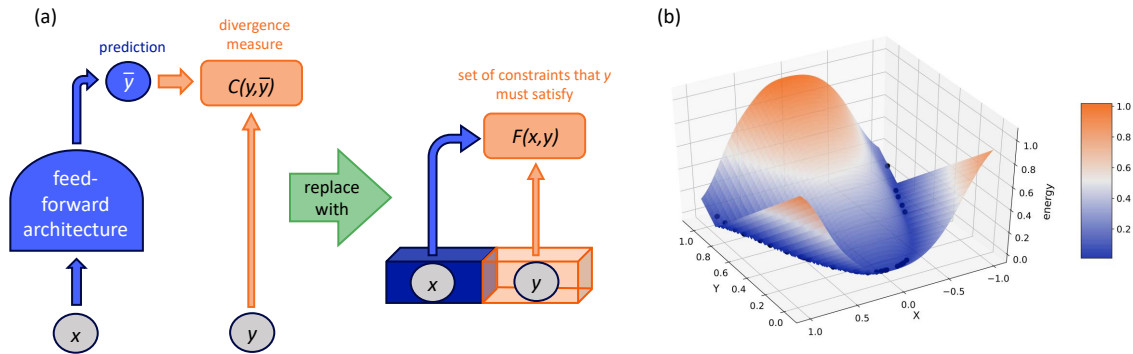 (a)
prediction
ȳ
divergence
measure
C(y,ȳ)
feed-
forward
architecture
x
y
replace
with
set of constraints that y
must satisfy
F(x,y)
x
y
(b)
1.0
0.8
0.6
0.4
0.2
0.0
Y
1.0
0.5
0.0
−0.5
−1.0
X
1.0
0.8
0.6
0.4
0.2
0.0
energy
1.0
0.8
0.6
0.4
0.2